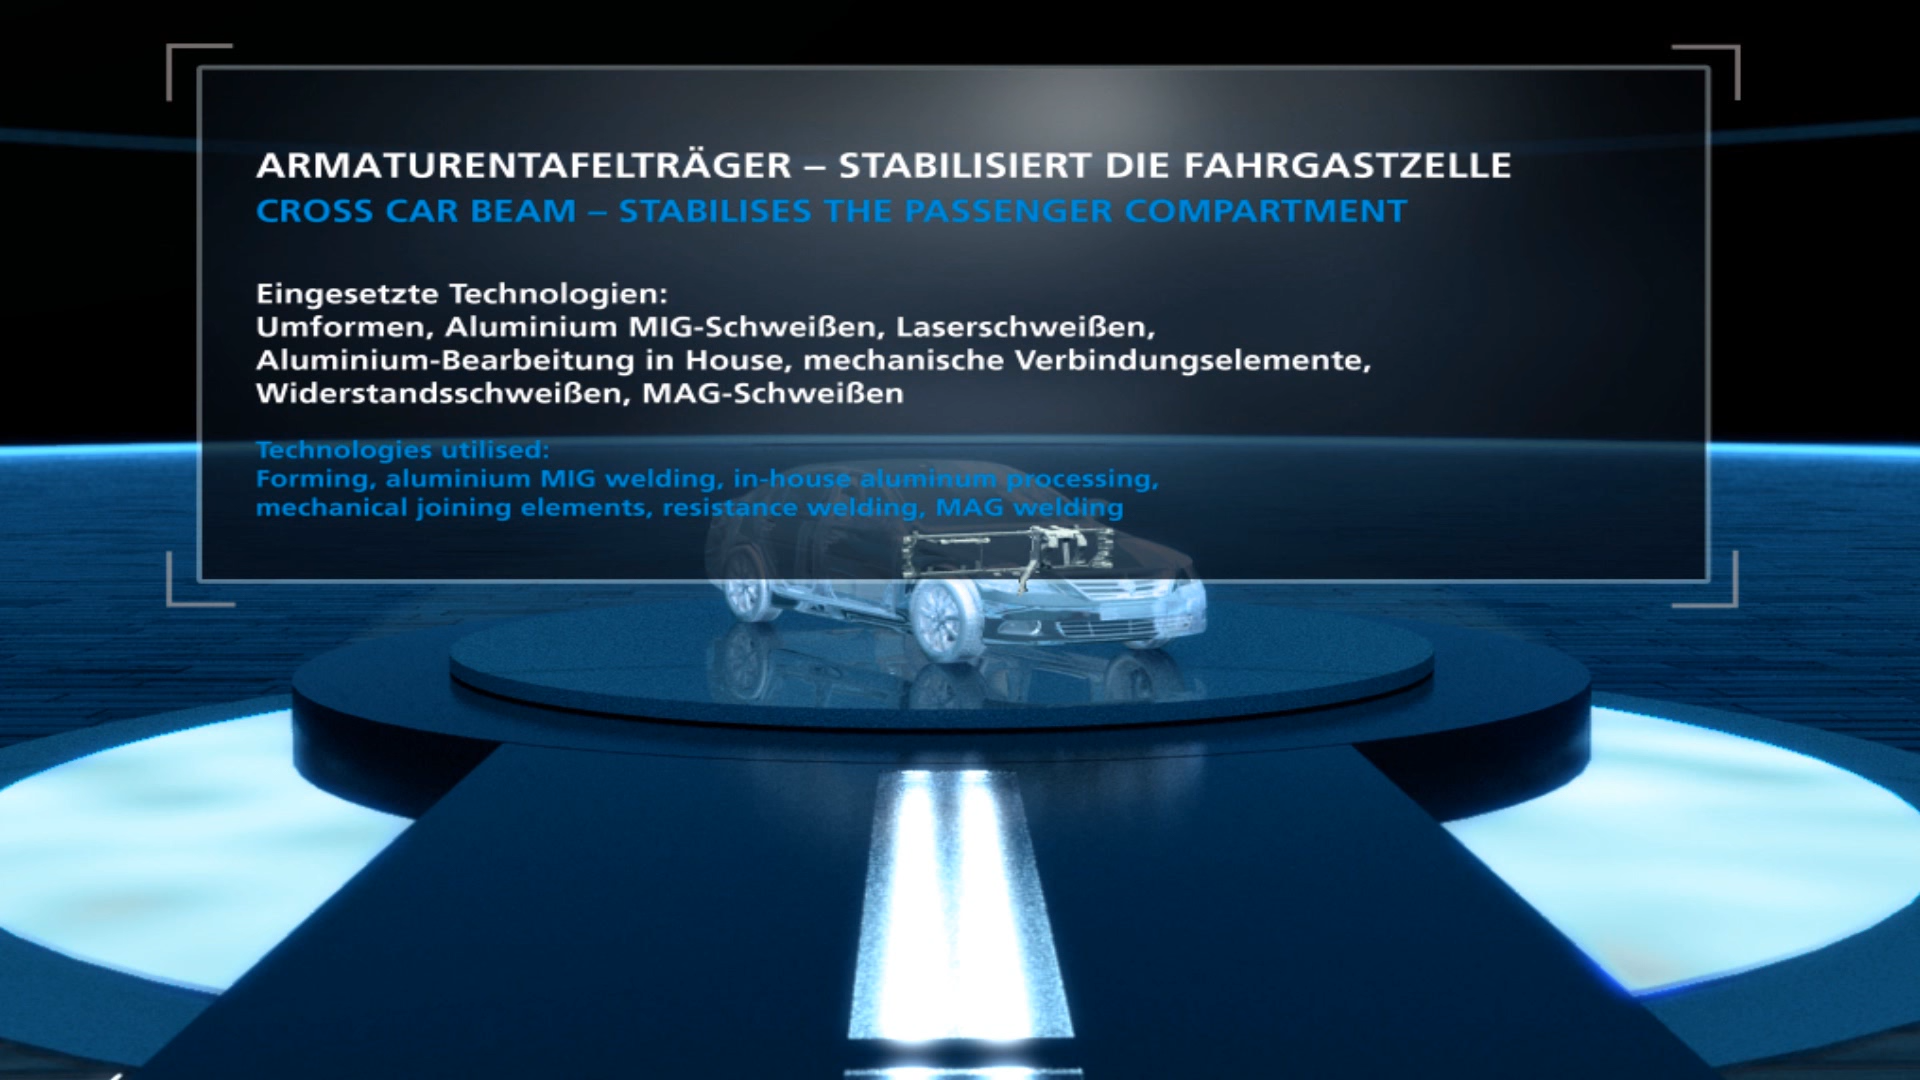 ARMATURENTAFELTRÄGER – STABILISIERT DIE FAHRGASTZELLE
CROSS CAR BEAM – STABILISES THE PASSENGER COMPARTMENT
Eingesetzte Technologien:
Umformen, Aluminium MIG-Schweißen, Laserschweißen,
Aluminium-Bearbeitung in House, mechanische Verbindungselemente,
Widerstandsschweißen, MAG-Schweißen
Technologies utilised:
Forming, aluminium MIG welding, in-house aluminum processing,
mechanical joining elements, resistance welding, MAG welding